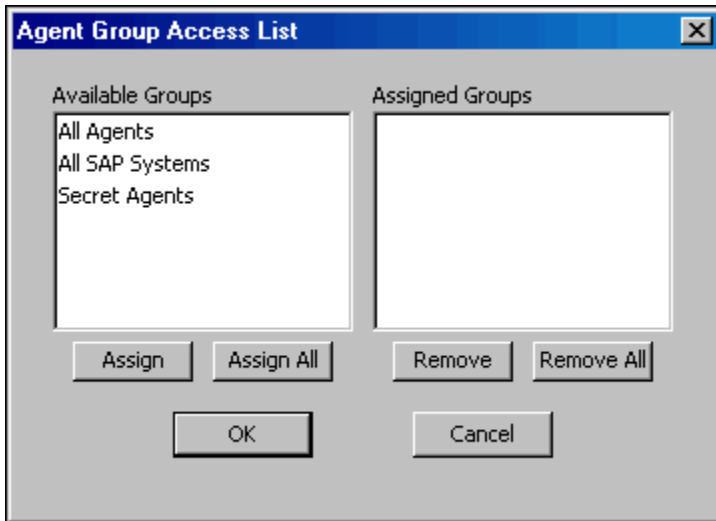 Agent Group Access List
Available Groups
Assigned Groups
All Agents
All SAP Systems
Secret Agents
Assign
Assign All
Remove
Remove All
OK
Cancel